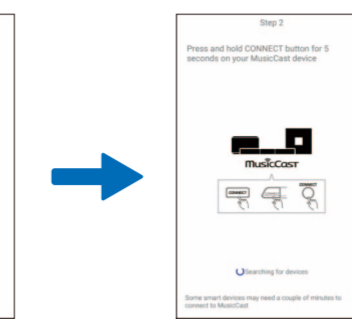 Step 2
Press and hold CONNECT button for 5
seconds on your MusicCast device
MusicCast
CONNECT
CONNECT
Searching for devices
Some smart devices may need a couple of minutes to
connect to MusicCast